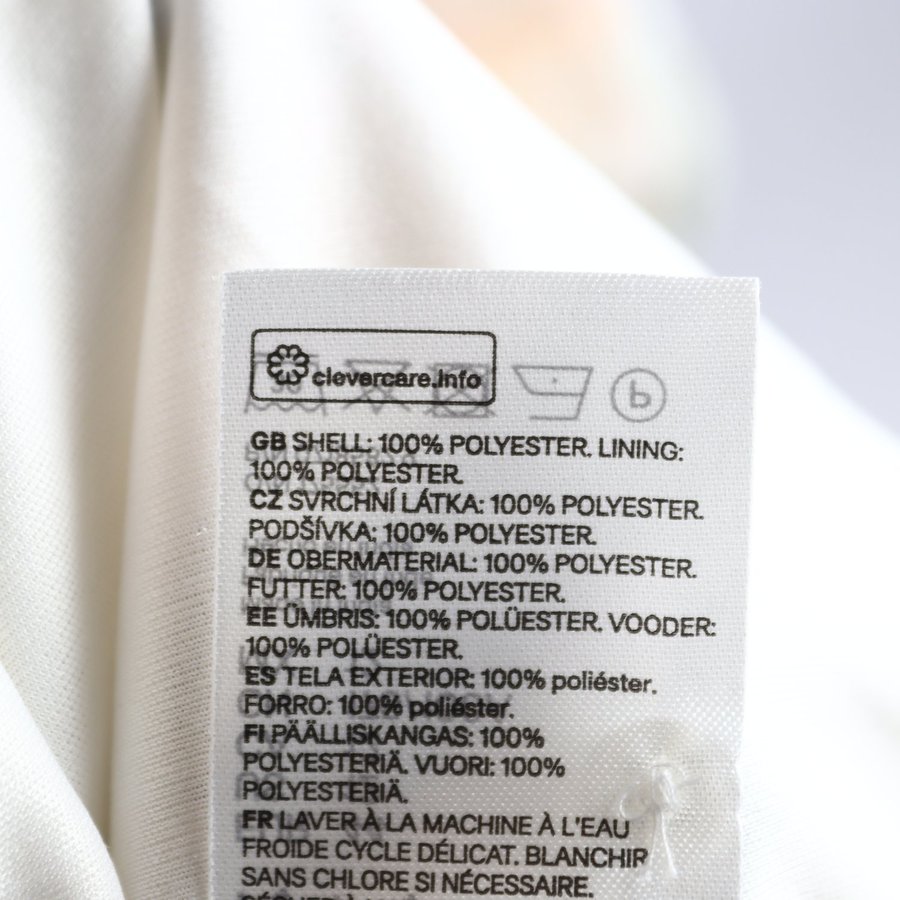 clevercare.info
GB SHELL: 100% POLYESTER. LINING:
100% POLYESTER.
CZ SVRCHNÍ LÁTKA: 100% POLYESTER.
PODŠÍVKA: 100% POLYESTER.
DE OBERMATERIAL: 100% POLYESTER.
FUTTER: 100% POLYESTER.
EE ÜMBRIS: 100% POLÜESTER. VOODER:
100% POLÜESTER.
ES TELA EXTERIOR: 100% poliéster.
FORRO: 100% poliéster.
FI PÄÄLLISKANGAS: 100%
POLYESTERIÄ. VUORI: 100%
POLYESTERIÄ.
FR LAVER À LA MACHINE À L'EAU
FROIDE CYCLE DÉLICAT. BLANCHIR
SANS CHLORE SI NÉCESSAIRE.